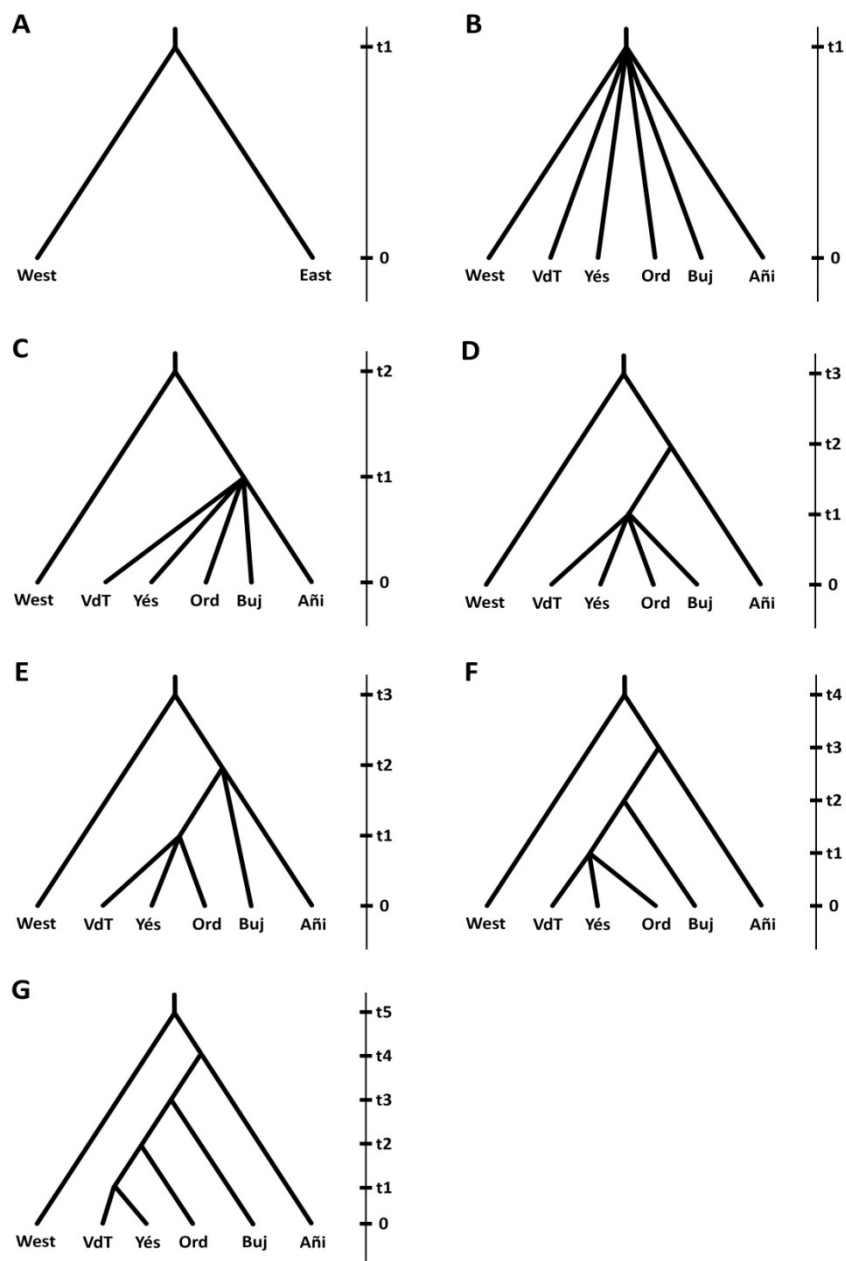 A
t1
0
West East
B
t1
0
West VdT Yés Ord Buj Añi
C
t2
t1
0
West VdT Yés Ord Buj Añi
D
t3
t2
t1
0
West VdT Yés Ord Buj Añi
E
t3
t2
t1
0
West VdT Yés Ord Buj Añi
F
t4
t3
t2
t1
0
West VdT Yés Ord Buj Añi
G
t5
t4
t3
t2
t1
0
West VdT Yés Ord Buj Añi